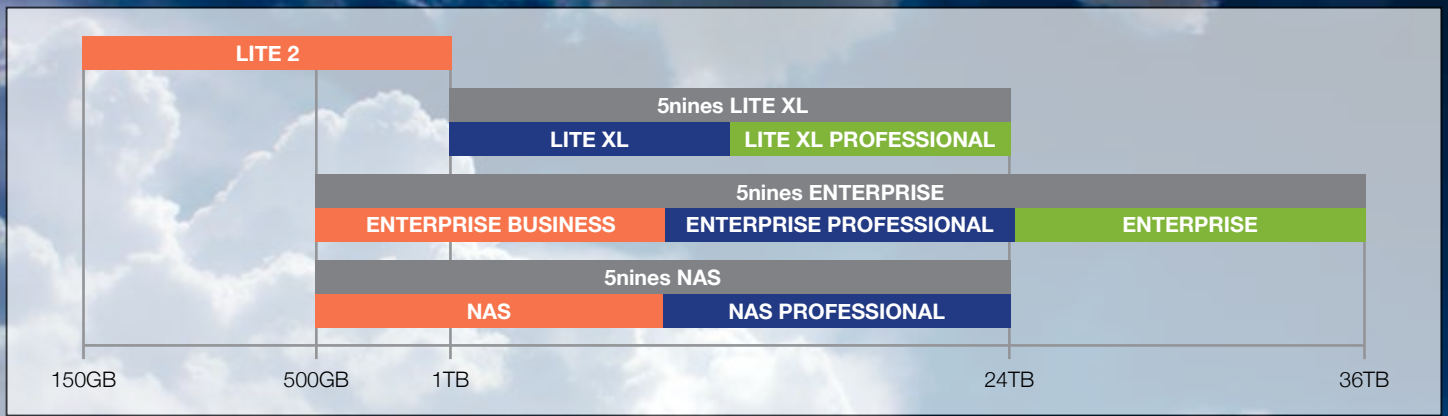 LITE 2
5nines LITE XL
LITE XL LITE XL PROFESSIONAL
5nines ENTERPRISE
ENTERPRISE BUSINESS ENTERPRISE PROFESSIONAL ENTERPRISE
5nines NAS
NAS NAS PROFESSIONAL
150GB 500GB 1TB 24TB 36TB